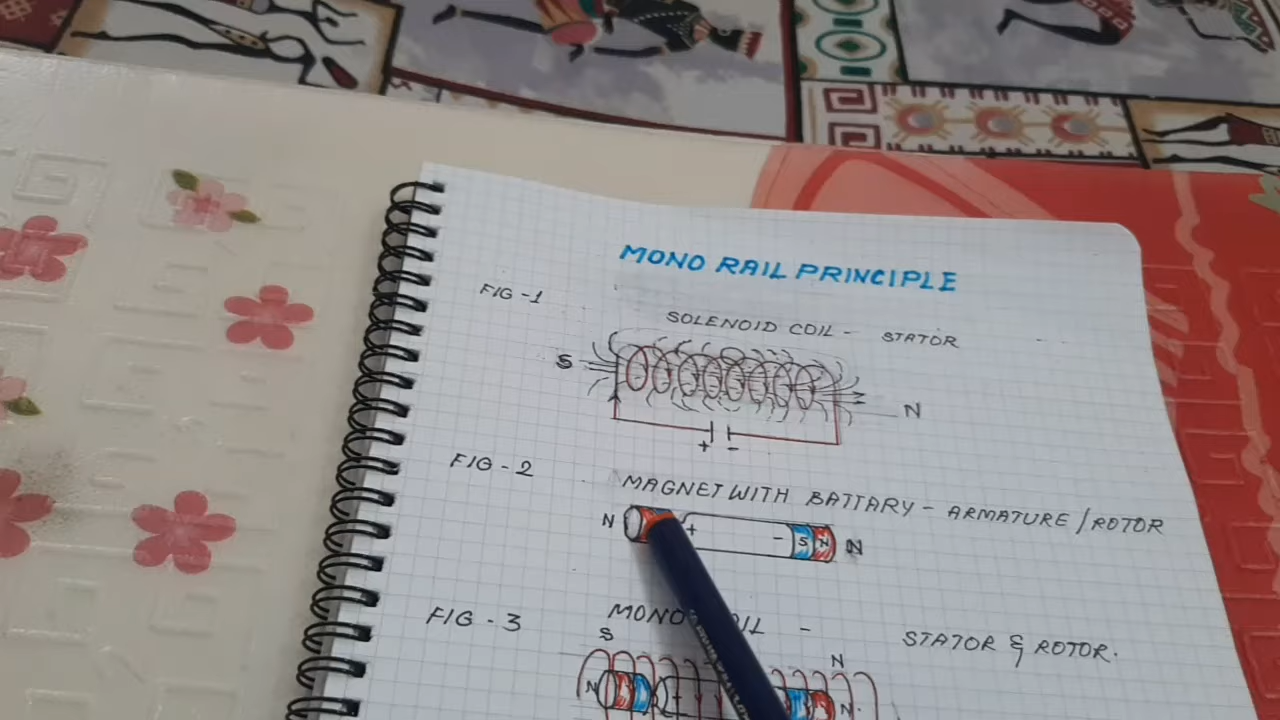 MONO RAIL PRINCIPLE
FIG-1
SOLENOID COIL - STATOR
S
N
+ -
FIG-2
MAGNET WITH BATTARY - ARMATURE/ROTOR
N + - S N N
FIG-3
STATOR & ROTOR.
S N
N + N